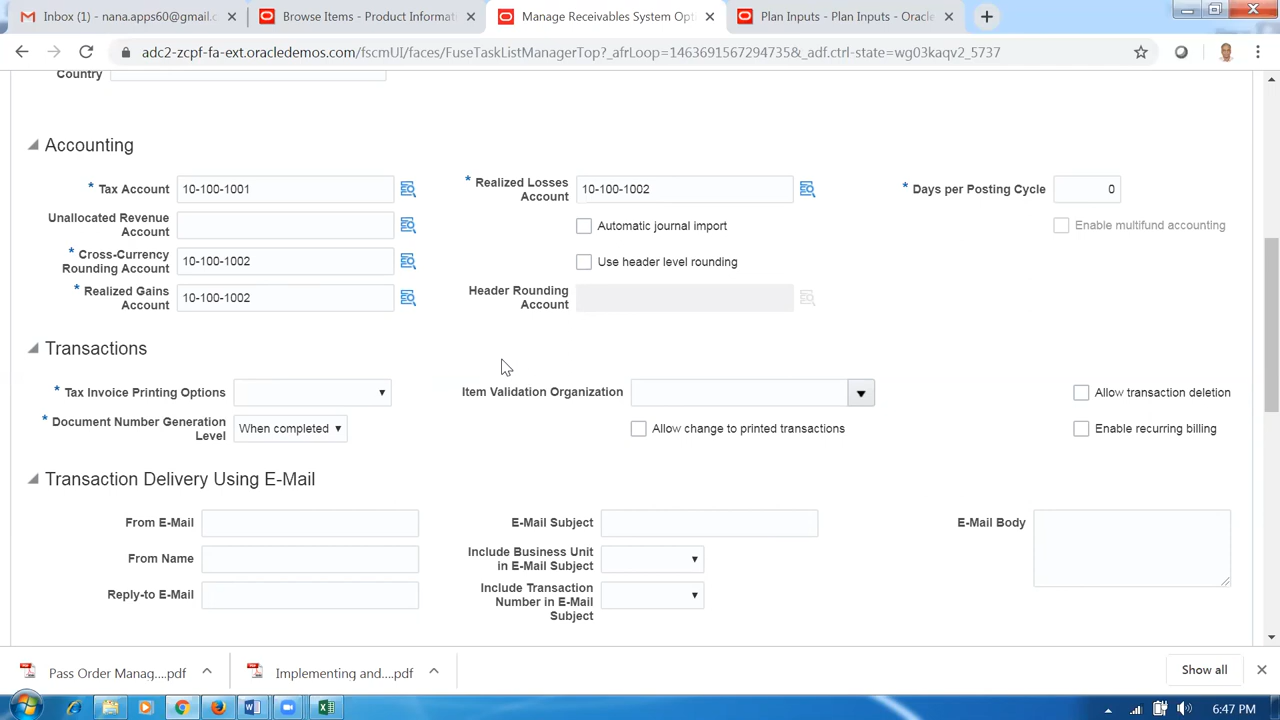 Inbox (1) - nana.apps60@gmail.c
Browse Items - Product Informati
Manage Receivables System Opti
Plan Inputs - Plan Inputs - Oracl
adc2-zcpf-fa-ext.oracledemos.com/fscmUI/faces/FuseTaskListManagerTop?_afrLoop=1463691567294735&_adf.ctrl-state=wg03kaqv2_5737
Country
Accounting
* Tax Account 10-100-1001
* Realized Losses Account 10-100-1002
* Days per Posting Cycle 0
Unallocated Revenue Account
Automatic journal import
Enable multifund accounting
* Cross-Currency Rounding Account 10-100-1002
Use header level rounding
* Realized Gains Account 10-100-1002
Header Rounding Account
Transactions
* Tax Invoice Printing Options
Item Validation Organization
Allow transaction deletion
* Document Number Generation Level When completed
Allow change to printed transactions
Enable recurring billing
Transaction Delivery Using E-Mail
From E-Mail
E-Mail Subject
E-Mail Body
From Name
Include Business Unit in E-Mail Subject
Reply-to E-Mail
Include Transaction Number in E-Mail Subject
Pass Order Manag....pdf
Implementing and....pdf
Show all
6:47 PM